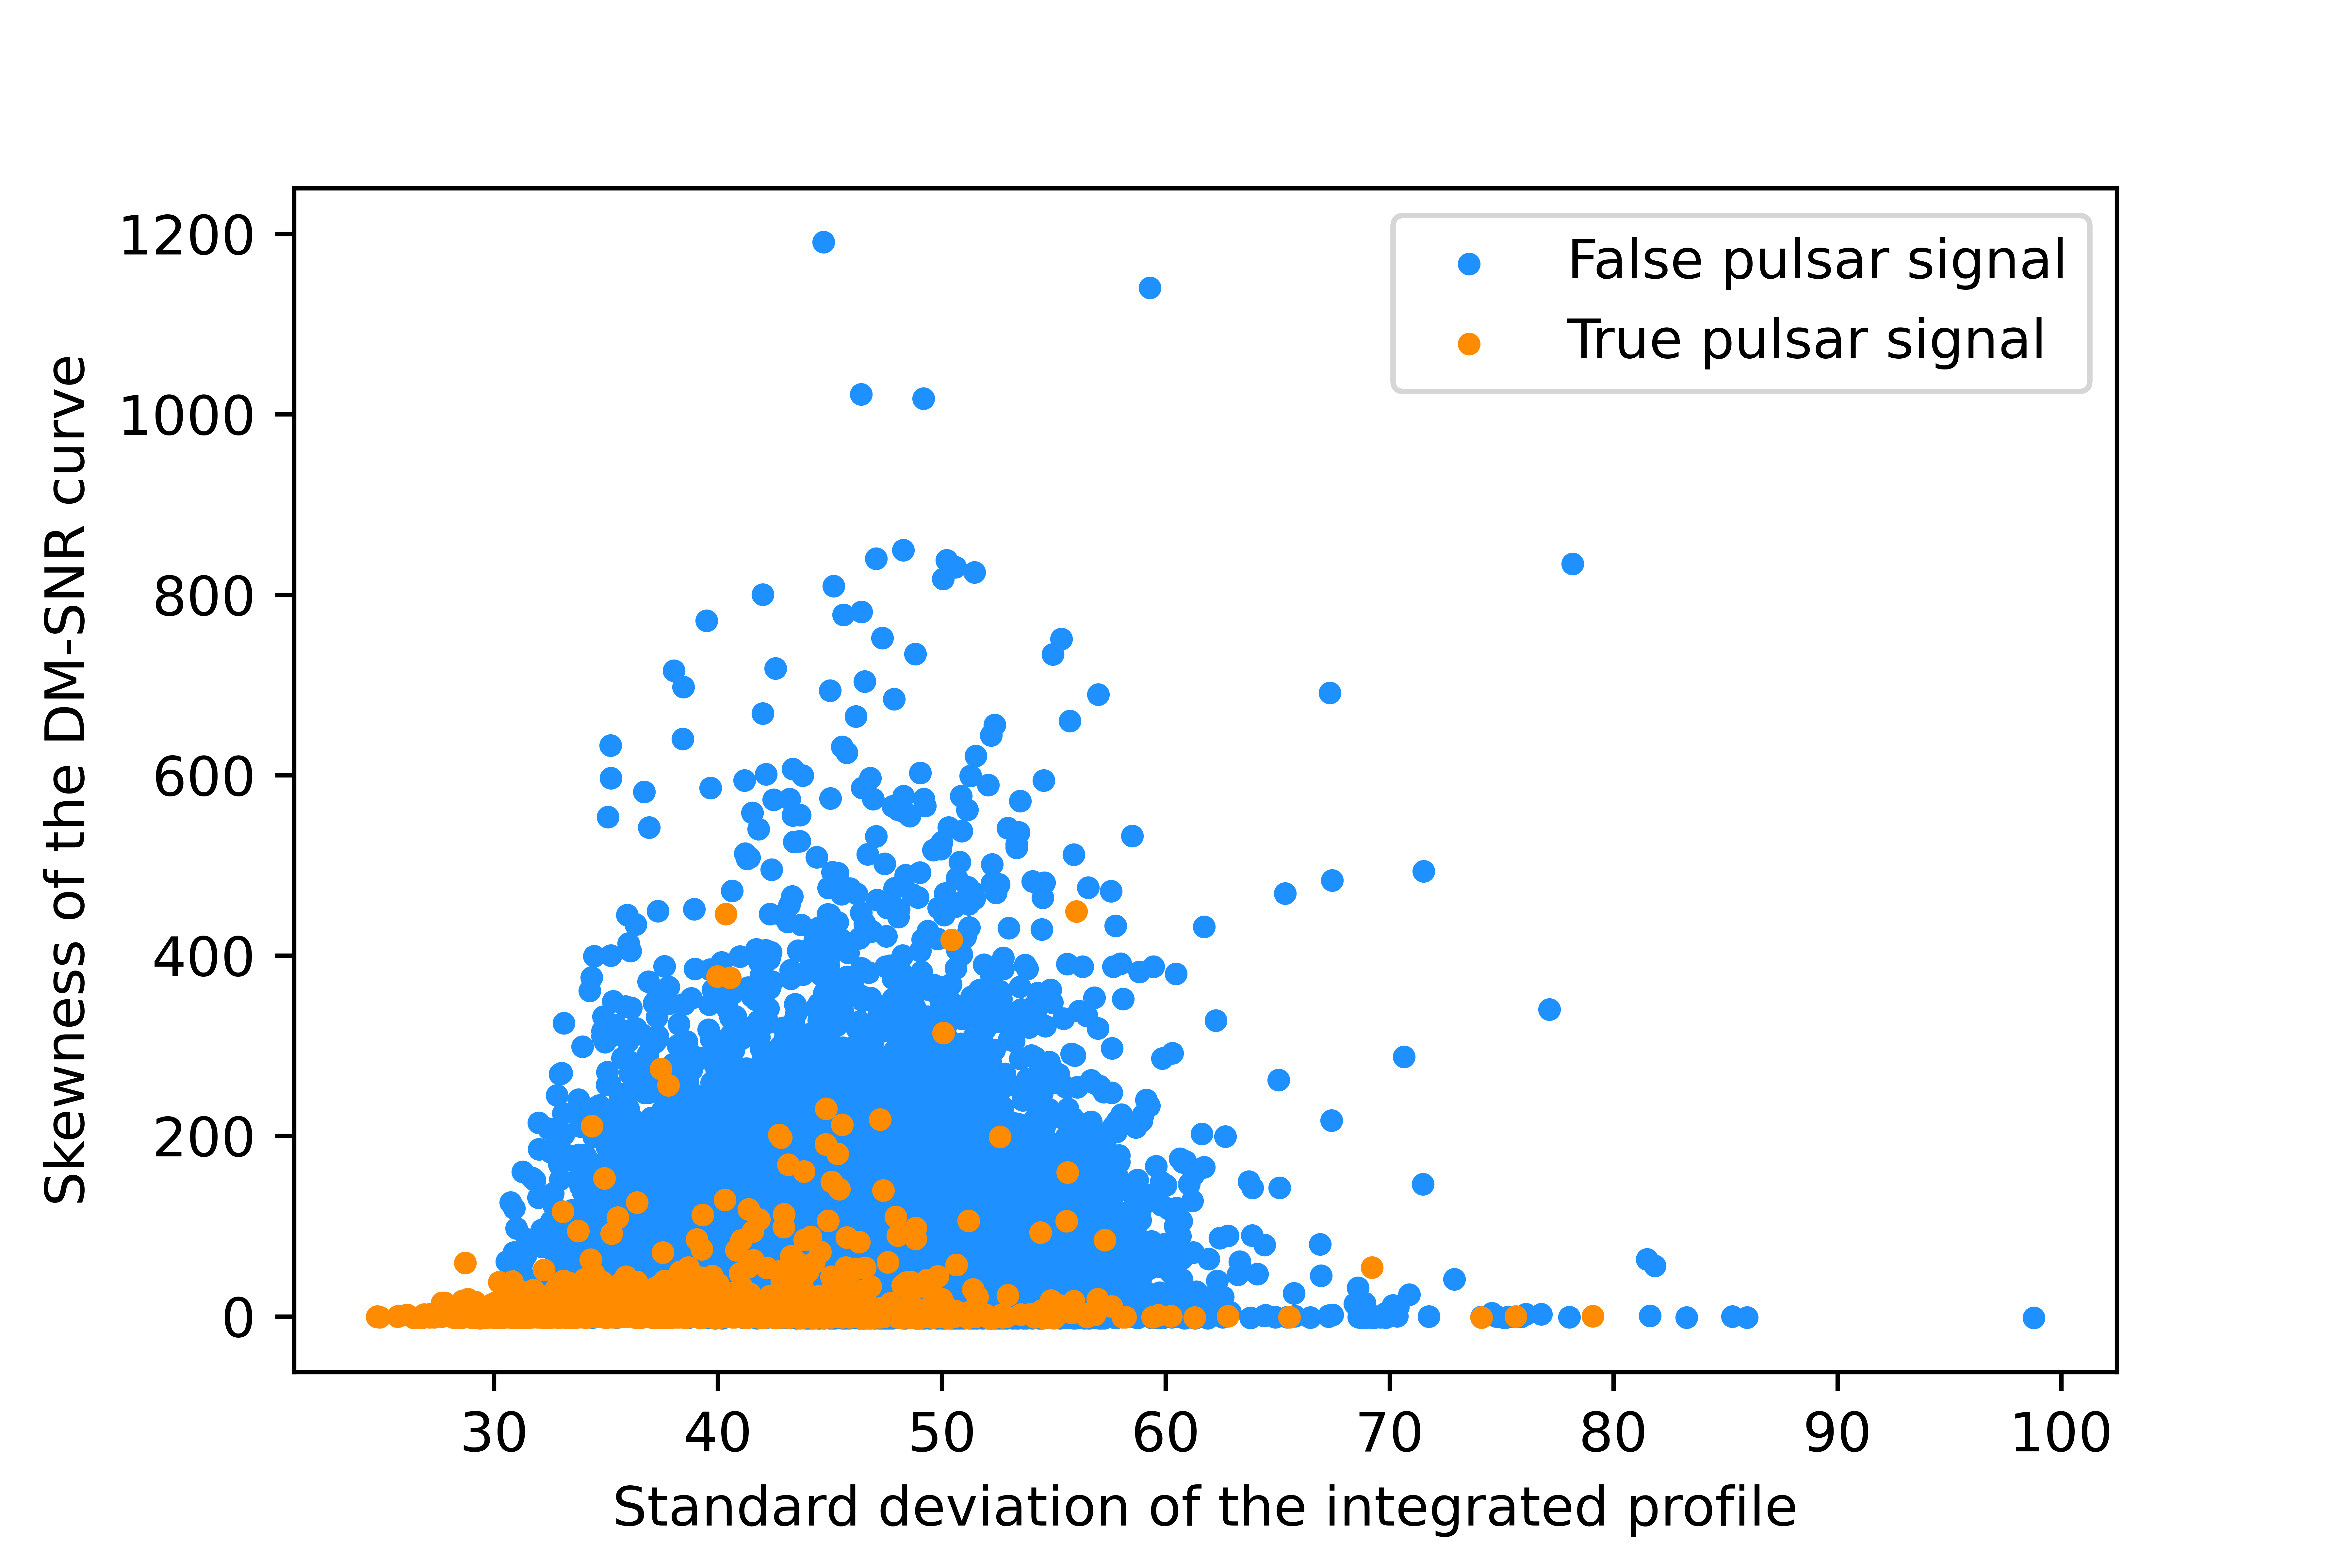 False pulsar signal
True pulsar signal
1200
1000
800
600
400
200
0
Skewness of the DM-SNR curve
30 40 50 60 70 80 90 100
Standard deviation of the integrated profile